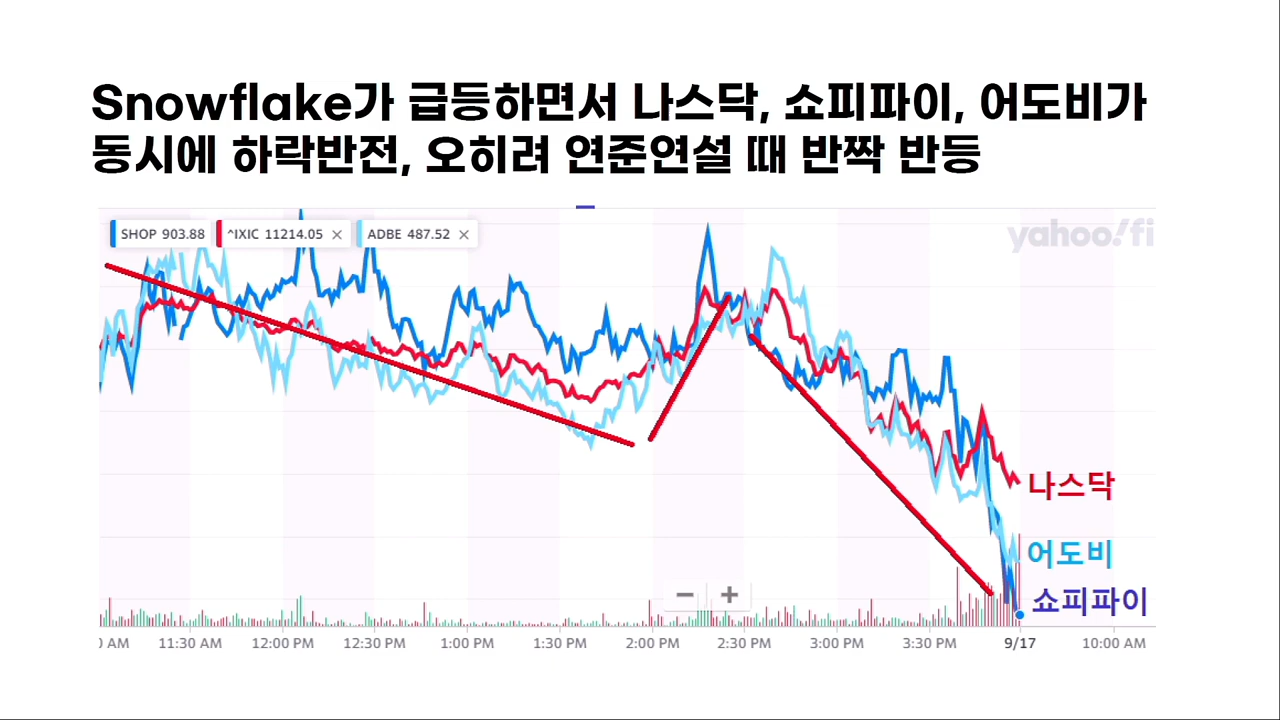 Snowflake가 급등하면서 나스닥, 쇼피파이, 어도비가
동시에 하락반전, 오히려 연준연설 때 반짝 반등
SHOP 903.88 ^IXIC 11214.05 × ADBE 487.52 ×
yahoo!fi
나스닥
어도비
쇼피파이
− +
0 AM 11:30 AM 12:00 PM 12:30 PM 1:00 PM 1:30 PM 2:00 PM 2:30 PM 3:00 PM 3:30 PM 9/17 10:00 AM